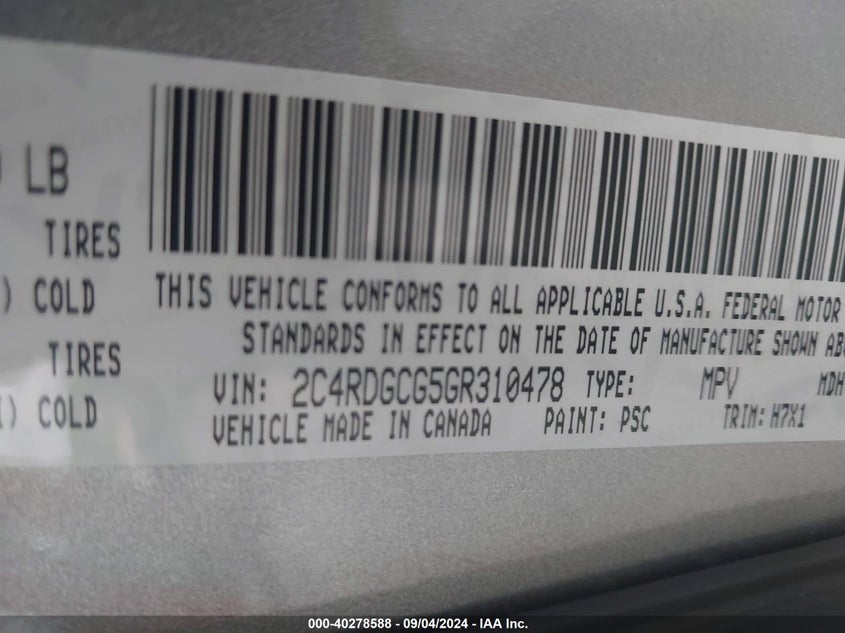 LB
TIRES
) COLD
TIRES
) COLD
THIS VEHICLE CONFORMS TO ALL APPLICABLE U.S.A. FEDERAL MOTOR
STANDARDS IN EFFECT ON THE DATE OF MANUFACTURE SHOWN ABO
VIN: 2C4RDGCG5GR310478 TYPE: MPV MDH
VEHICLE MADE IN CANADA PAINT: PSC TRIM: H7X1
000-40278588 - 09/04/2024 - IAA Inc.